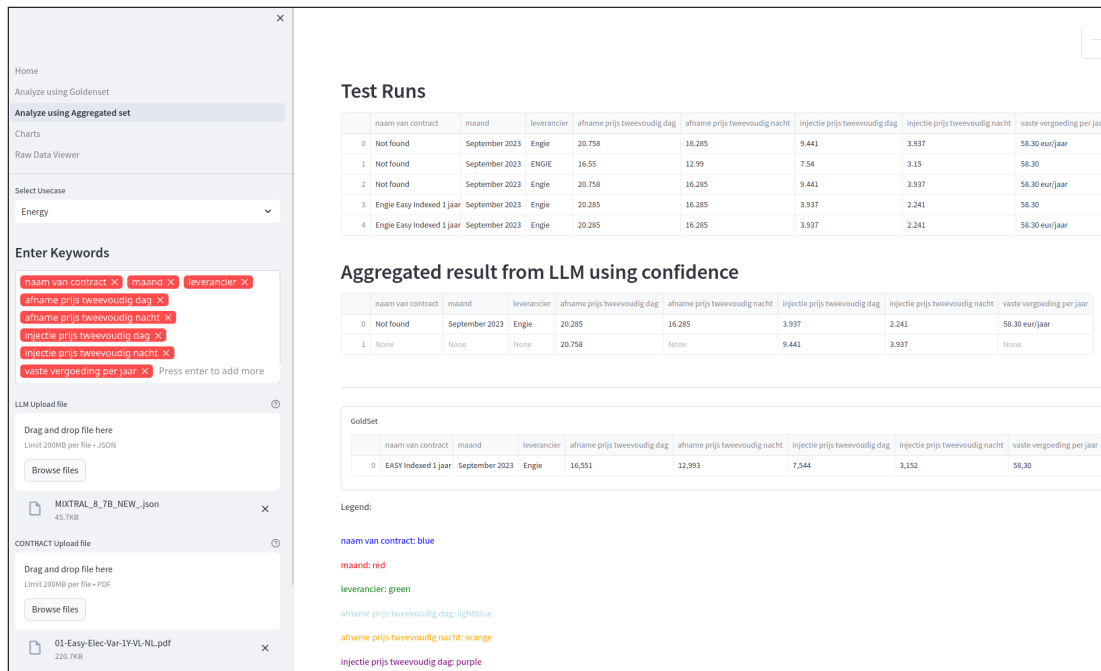 ×
Home
Analyze using Goldenset
Analyze using Aggregated set
Charts
Raw Data Viewer
Select Usecase
Energy
Enter Keywords
naam van contract × maand × leverancier ×
afname prijs tweevoudig dag ×
afname prijs tweevoudig nacht ×
injectie prijs tweevoudig dag ×
injectie prijs tweevoudig nacht ×
vaste vergoeding per jaar × Press enter to add more
LLM Upload file
Drag and drop file here
Limit 200MB per file • JSON
Browse files
MIXTRAL_8_7B_NEW_.json ×
45.7KB
CONTRACT Upload file
Drag and drop file here
Limit 200MB per file • PDF
Browse files
01-Easy-Elec-Var-1Y-VL-NL.pdf ×
220.7KB
Test Runs
naam van contract maand leverancier afname prijs tweevoudig dag afname prijs tweevoudig nacht injectie prijs tweevoudig dag injectie prijs tweevoudig nacht vaste vergoeding per jaa
0 Not found September 2023 Engie 20.758 16.285 9.441 3.937 58.30 eur/jaar
1 Not found September 2023 ENGIE 16.55 12.99 7.54 3.15 58.30
2 Not found September 2023 Engie 20.758 16.285 9.441 3.937 58.30 eur/jaar
3 Engie Easy Indexed 1 jaar September 2023 Engie 20.285 16.285 3.937 2.241 58.30
4 Engie Easy Indexed 1 jaar September 2023 Engie 20.285 16.285 3.937 2.241 58.30 eur/jaar
Aggregated result from LLM using confidence
naam van contract maand leverancier afname prijs tweevoudig dag afname prijs tweevoudig nacht injectie prijs tweevoudig dag injectie prijs tweevoudig nacht vaste vergoeding per jaar
0 Not found September 2023 Engie 20.285 16.285 3.937 2.241 58.30 eur/jaar
1 None None None 20.758 None 9.441 3.937 None
GoldSet
naam van contract maand leverancier afname prijs tweevoudig dag afname prijs tweevoudig nacht injectie prijs tweevoudig dag injectie prijs tweevoudig nacht vaste vergoeding per jaar
0 EASY Indexed 1 jaar September 2023 Engie 16,551 12,993 7,544 3,152 58,30
Legend:
naam van contract: blue
maand: red
leverancier: green
afname prijs tweevoudig dag: lightblue
afname prijs tweevoudig nacht: orange
injectie prijs tweevoudig dag: purple